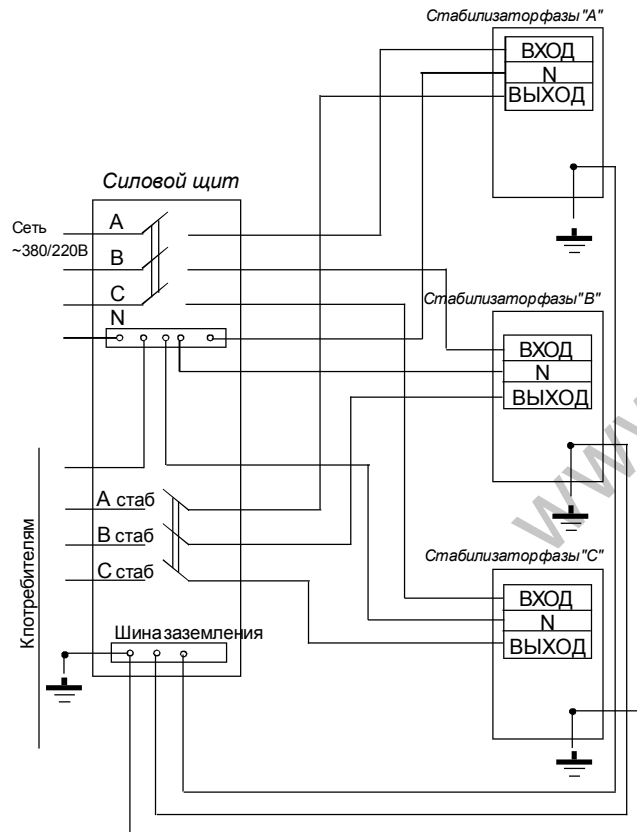 Стабилизаторфазы"А"
ВХОД
N
ВЫХОД
Силовой щит
Сеть
~380/220В
А
В
С
N
Стабилизаторфазы"В"
ВХОД
N
ВЫХОД
А стаб
В стаб
С стаб
Кпотребителям
Шиназаземления
Стабилизаторфазы"С"
ВХОД
N
ВЫХОД
www